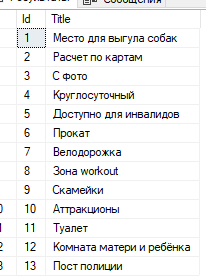 Сообщения
Id Title
1 Место для выгула собак
2 Расчет по картам
3 С фото
4 Круглосуточный
5 Доступно для инвалидов
6 Прокат
7 Велодорожка
8 Зона workout
9 Скамейки
10 Аттракционы
11 Туалет
12 Комната матери и ребёнка
13 Пост полиции